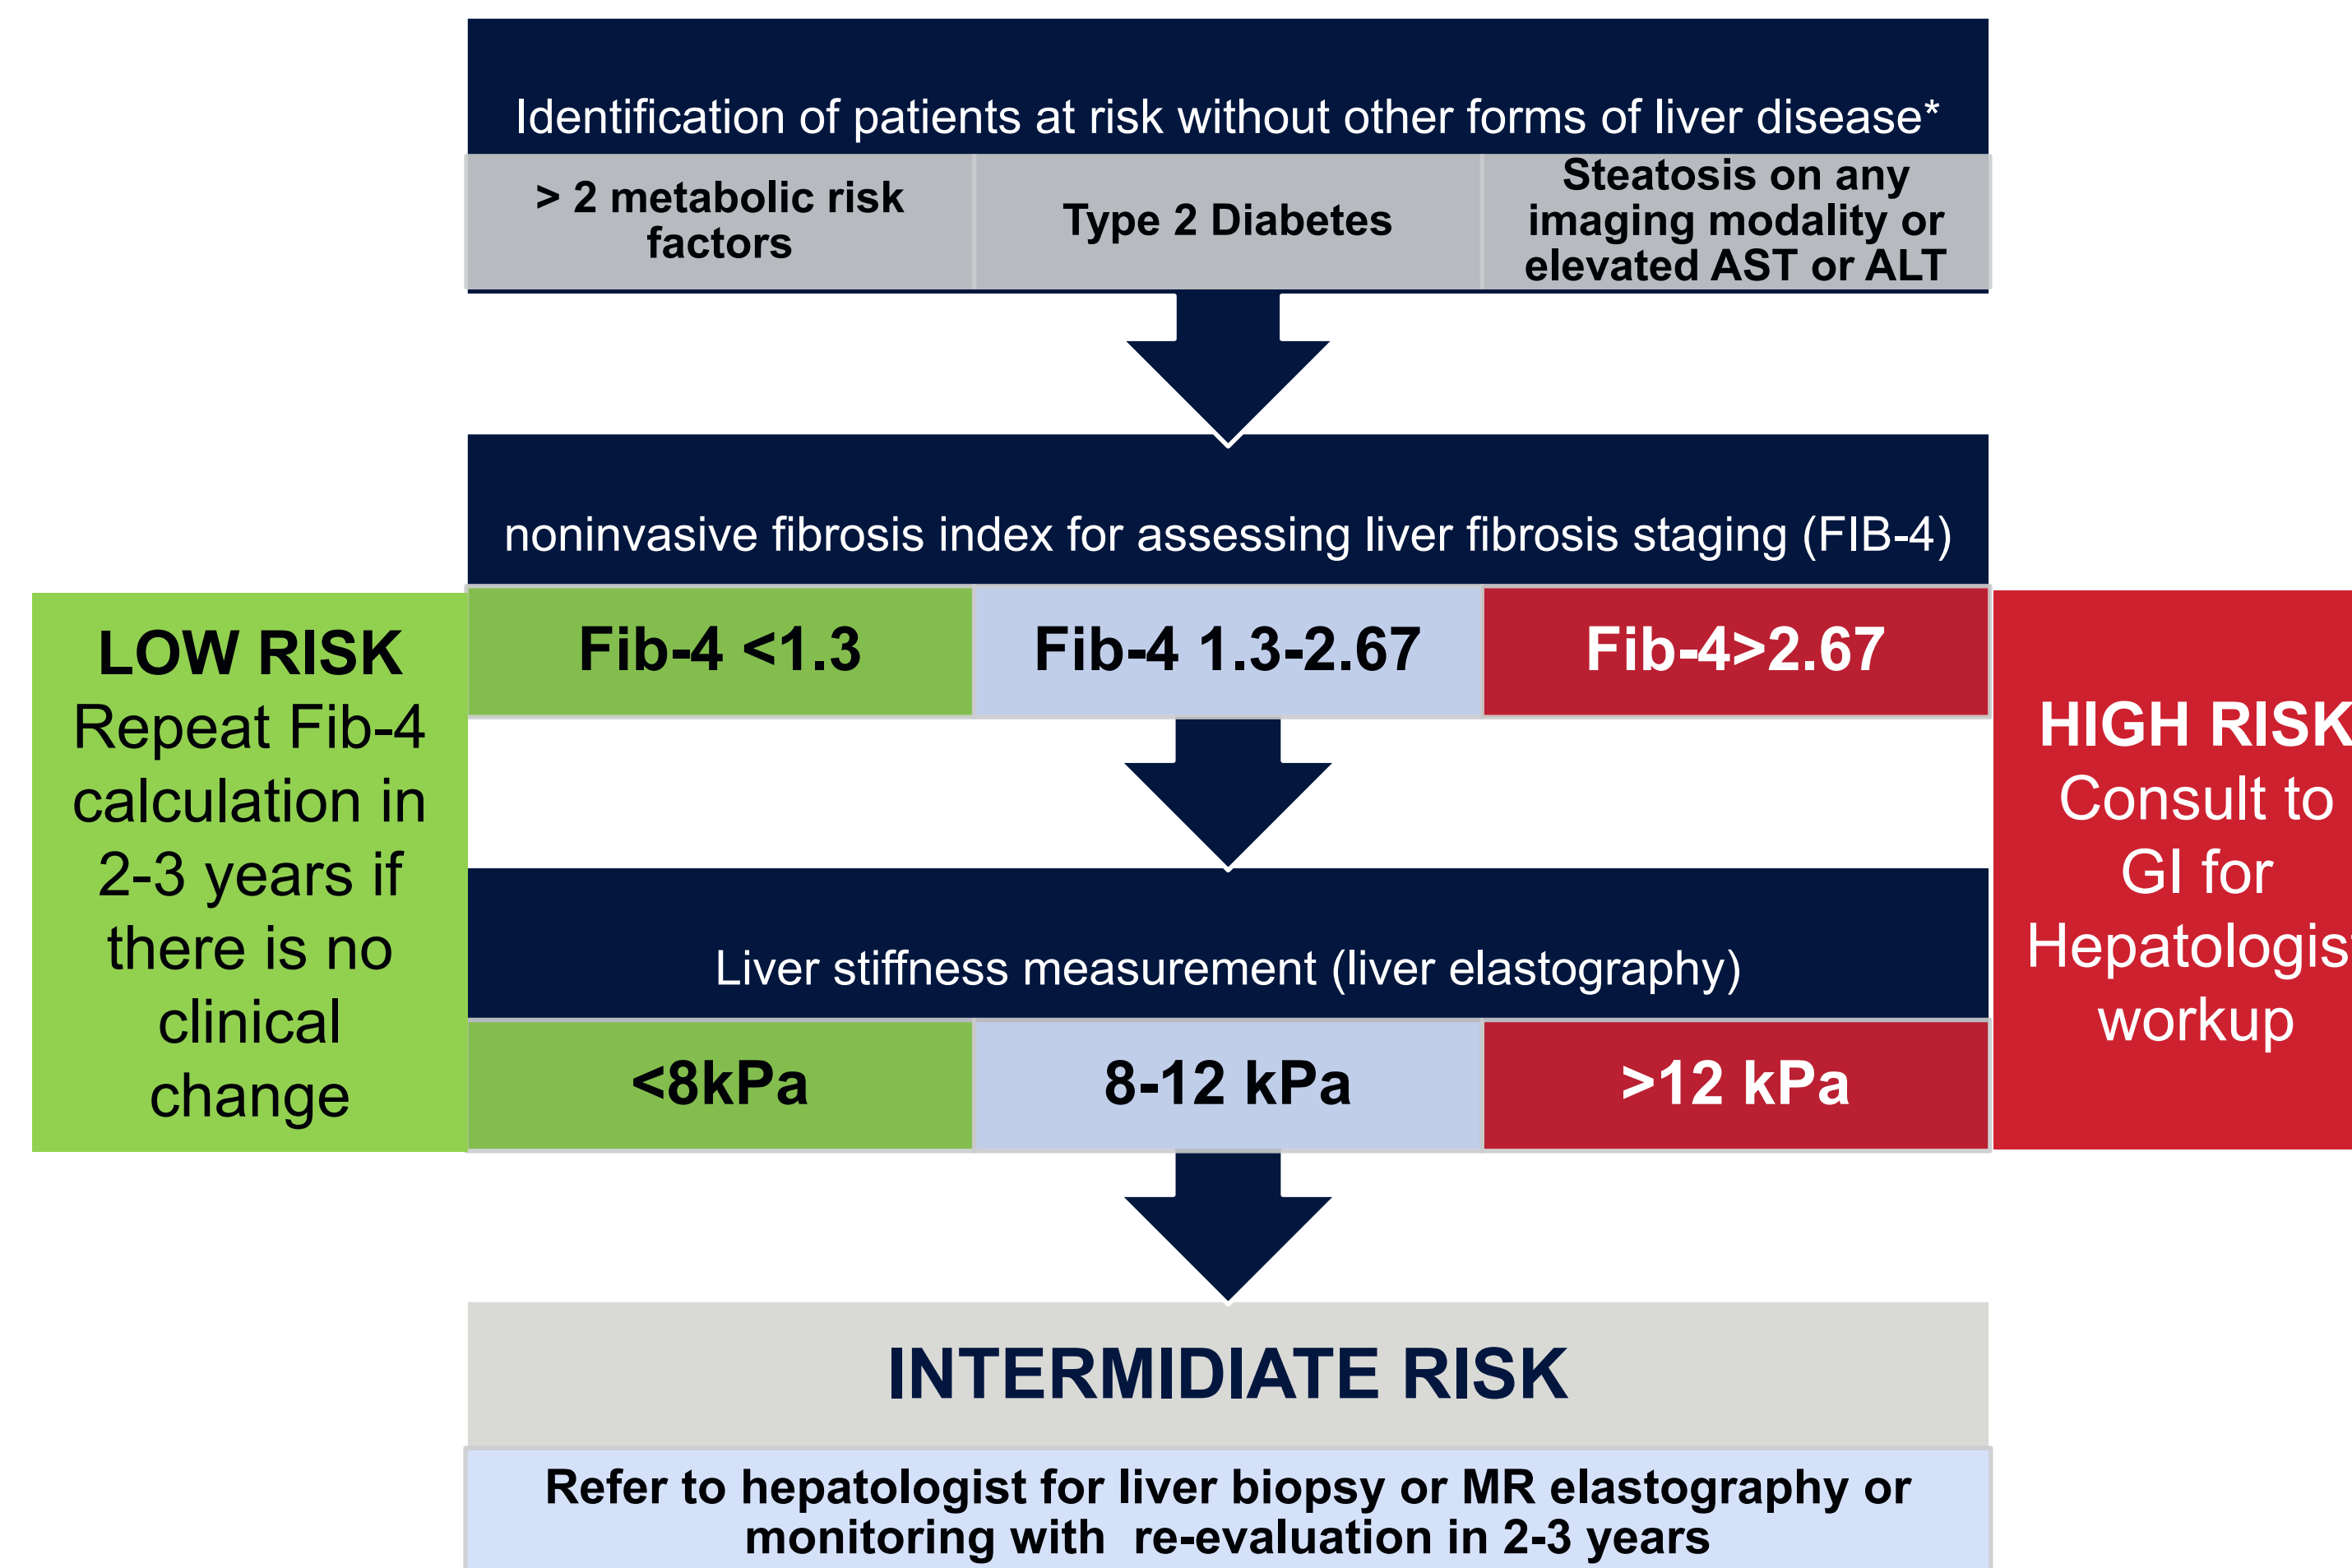 Identification of patients at risk without other forms of liver disease*
> 2 metabolic risk
factors
Type 2 Diabetes
Steatosis on any
imaging modality or
elevated AST or ALT
noninvasive fibrosis index for assessing liver fibrosis staging (FIB-4)
LOW RISK
Repeat Fib-4
calculation in
2-3 years if
there is no
clinical
change
Fib-4 <1.3
Fib-4 1.3-2.67
Fib-4>2.67
HIGH RISK
Consult to
GI for
Hepatologist
workup
Liver stiffness measurement (liver elastography)
<8kPa
8-12 kPa
>12 kPa
INTERMIDIATE RISK
Refer to hepatologist for liver biopsy or MR elastography or
monitoring with  re-evaluation in 2-3 years